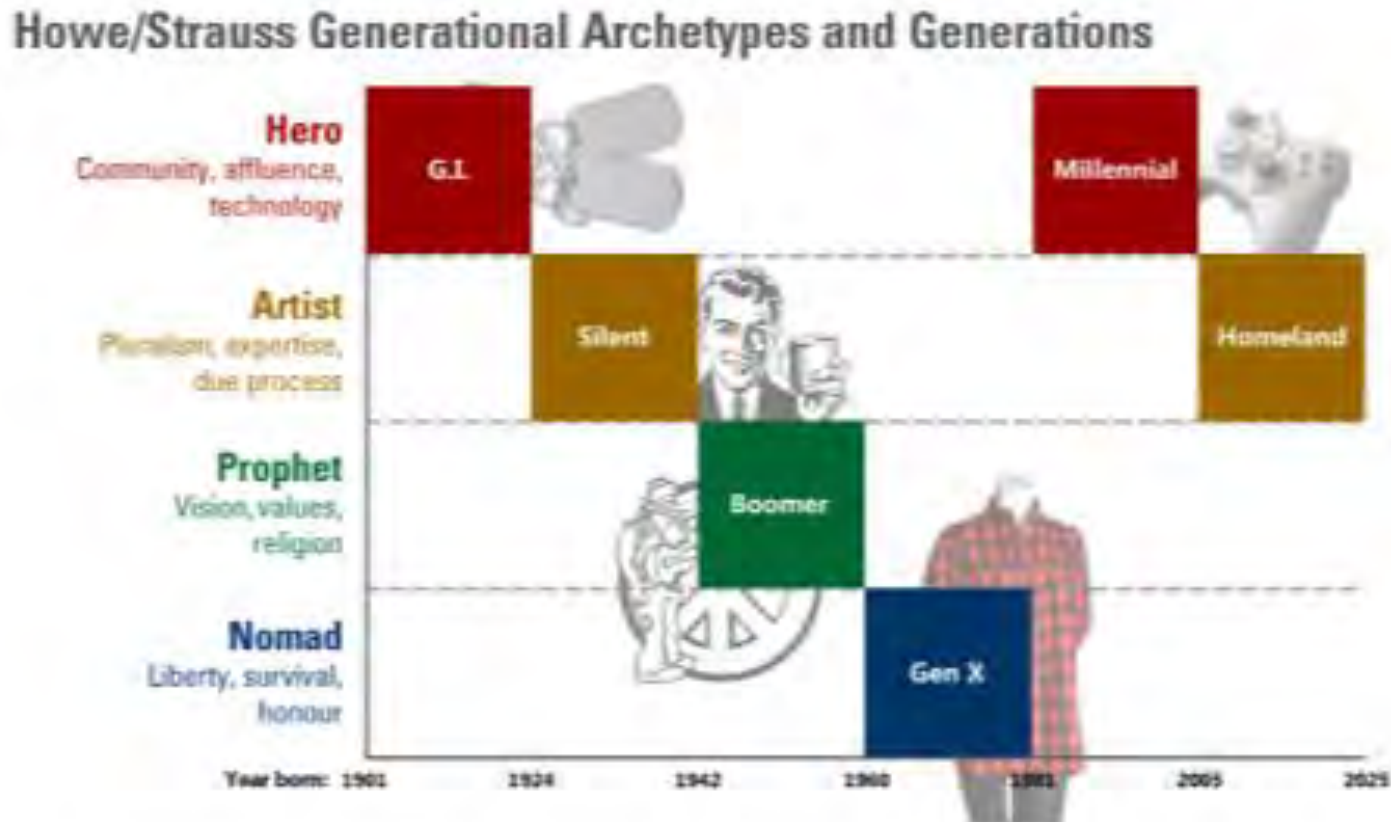 Howe/Strauss Generational Archetypes and Generations
Hero
Community, affluence,
technology
G.I.
Millennial
Artist
Pluralism, expertise,
due process
Silent
Homeland
Prophet
Vision, values,
religion
Boomer
Nomad
Liberty, survival,
honour
Gen X
Year born: 1901 1924 1942 1960 1981 2005 2025